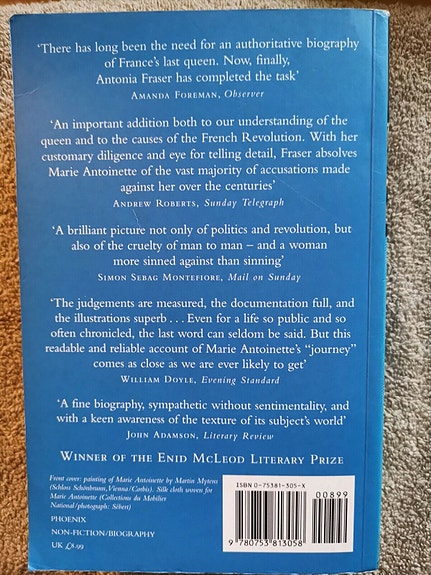 ‘There has long been the need for an authoritative biography
of France's last queen. Now, finally,
Antonia Fraser has completed the task’
AMANDA FOREMAN, Observer
‘An important addition both to our understanding of the
queen and to the causes of the French Revolution. With her
customary diligence and eye for telling detail, Fraser absolves
Marie Antoinette of the vast majority of accusations made
against her over the centuries’
ANDREW ROBERTS, Sunday Telegraph
‘A brilliant picture not only of politics and revolution, but
also of the cruelty of man to man – and a woman
more sinned against than sinning’
SIMON SEBAG MONTEFIORE, Mail on Sunday
‘The judgements are measured, the documentation full, and
the illustrations superb . . . Even for a life so public and so
often chronicled, the last word can seldom be said. But this
readable and reliable account of Marie Antoinette's “journey”
comes as close as we are ever likely to get’
WILLIAM DOYLE, Evening Standard
‘A fine biography, sympathetic without sentimentality, and
with a keen awareness of the texture of its subject's world’
JOHN ADAMSON, Literary Review
WINNER OF THE ENID MCLEOD LITERARY PRIZE
Front cover: painting of Marie Antoinette by Martin Mytens
(Schloss Schönbrunn, Vienna/Corbis). Silk cloth woven for
Marie Antoinette (Collections du Mobilier
National/photograph: Sébert)
PHOENIX
NON-FICTION/BIOGRAPHY
UK £8.99
ISBN 0-75381-305-X
00899
9 780753 813058